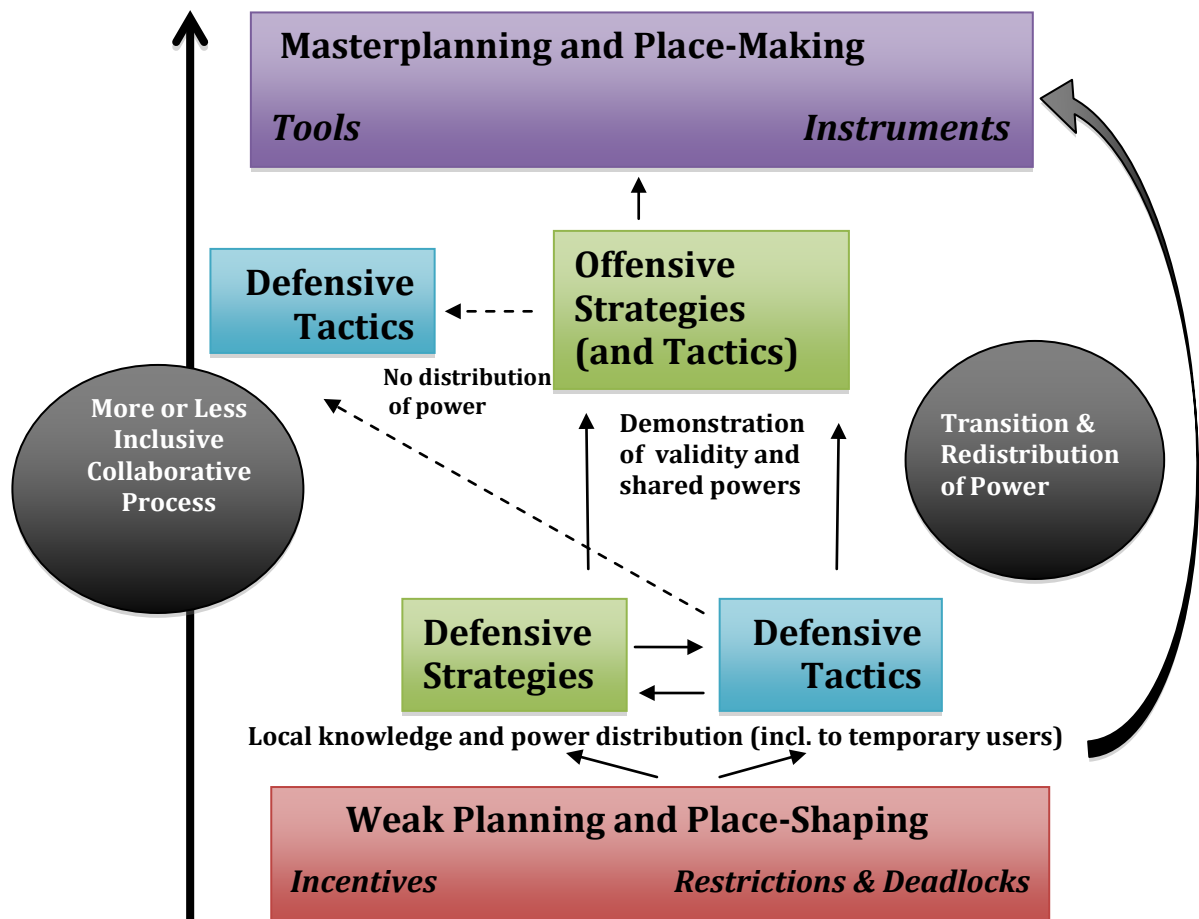 Masterplanning and Place-Making
Tools Instruments
Defensive
Tactics
Offensive
Strategies
(and Tactics)
No distribution
of power
More or Less
Inclusive
Collaborative
Process
Demonstration
of validity and
shared powers
Transition &
Redistribution
of Power
Defensive
Strategies
Defensive
Tactics
Local knowledge and power distribution (incl. to temporary users)
Weak Planning and Place-Shaping
Incentives Restrictions & Deadlocks